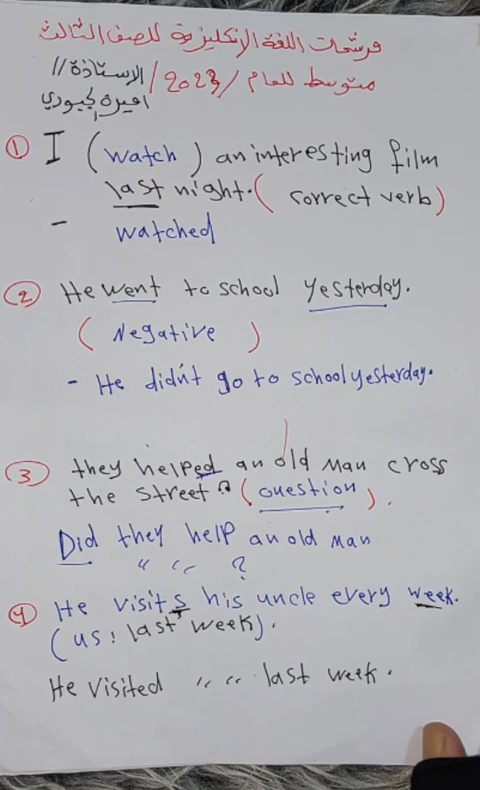 مرشحات اللغة الإنكليزية للصف الثالث
متوسط للعام /2023/ الاستاذة//
اميرة الجبوري
① I (watch) an interesting film
last night. (correct verb)
- watched
② He went to school yesterday.
(Negative)
- He didn't go to school yesterday.
③ they helped an old man cross
the street? (question).
Did they help an old man
" " ?
④ He visits his uncle every week.
(us: last week).
He visited " " last week.